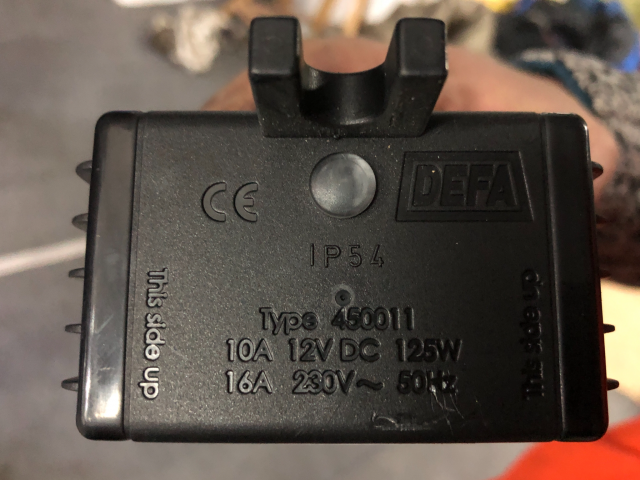 CE
DEFA
IP54
Type 450011
10A 12V DC 125W
16A 230V~ 50Hz
This side up
This side up